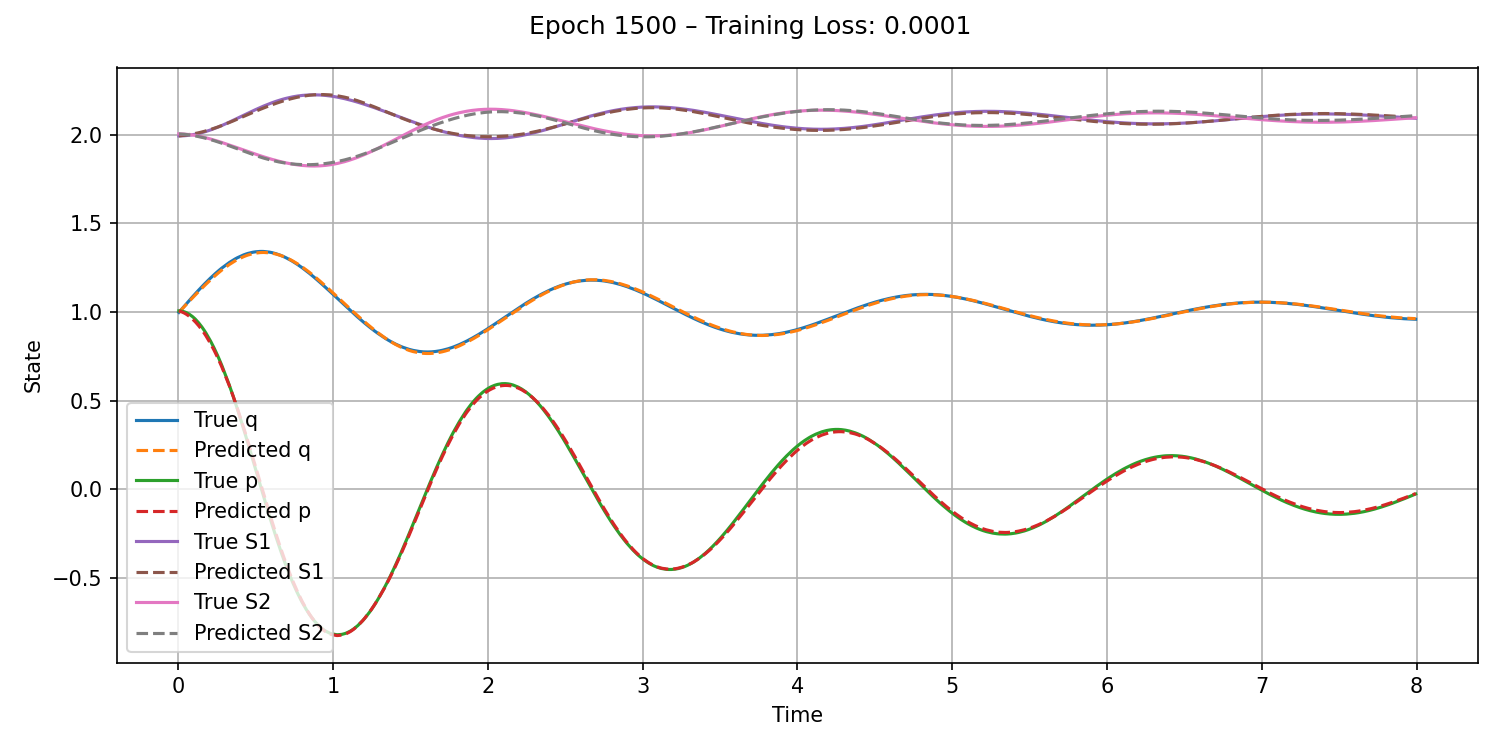 Epoch 1500 – Training Loss: 0.0001
2.0
1.5
1.0
0.5
0.0
−0.5
State
True q
Predicted q
True p
Predicted p
True S1
Predicted S1
True S2
Predicted S2
0 1 2 3 4 5 6 7 8
Time